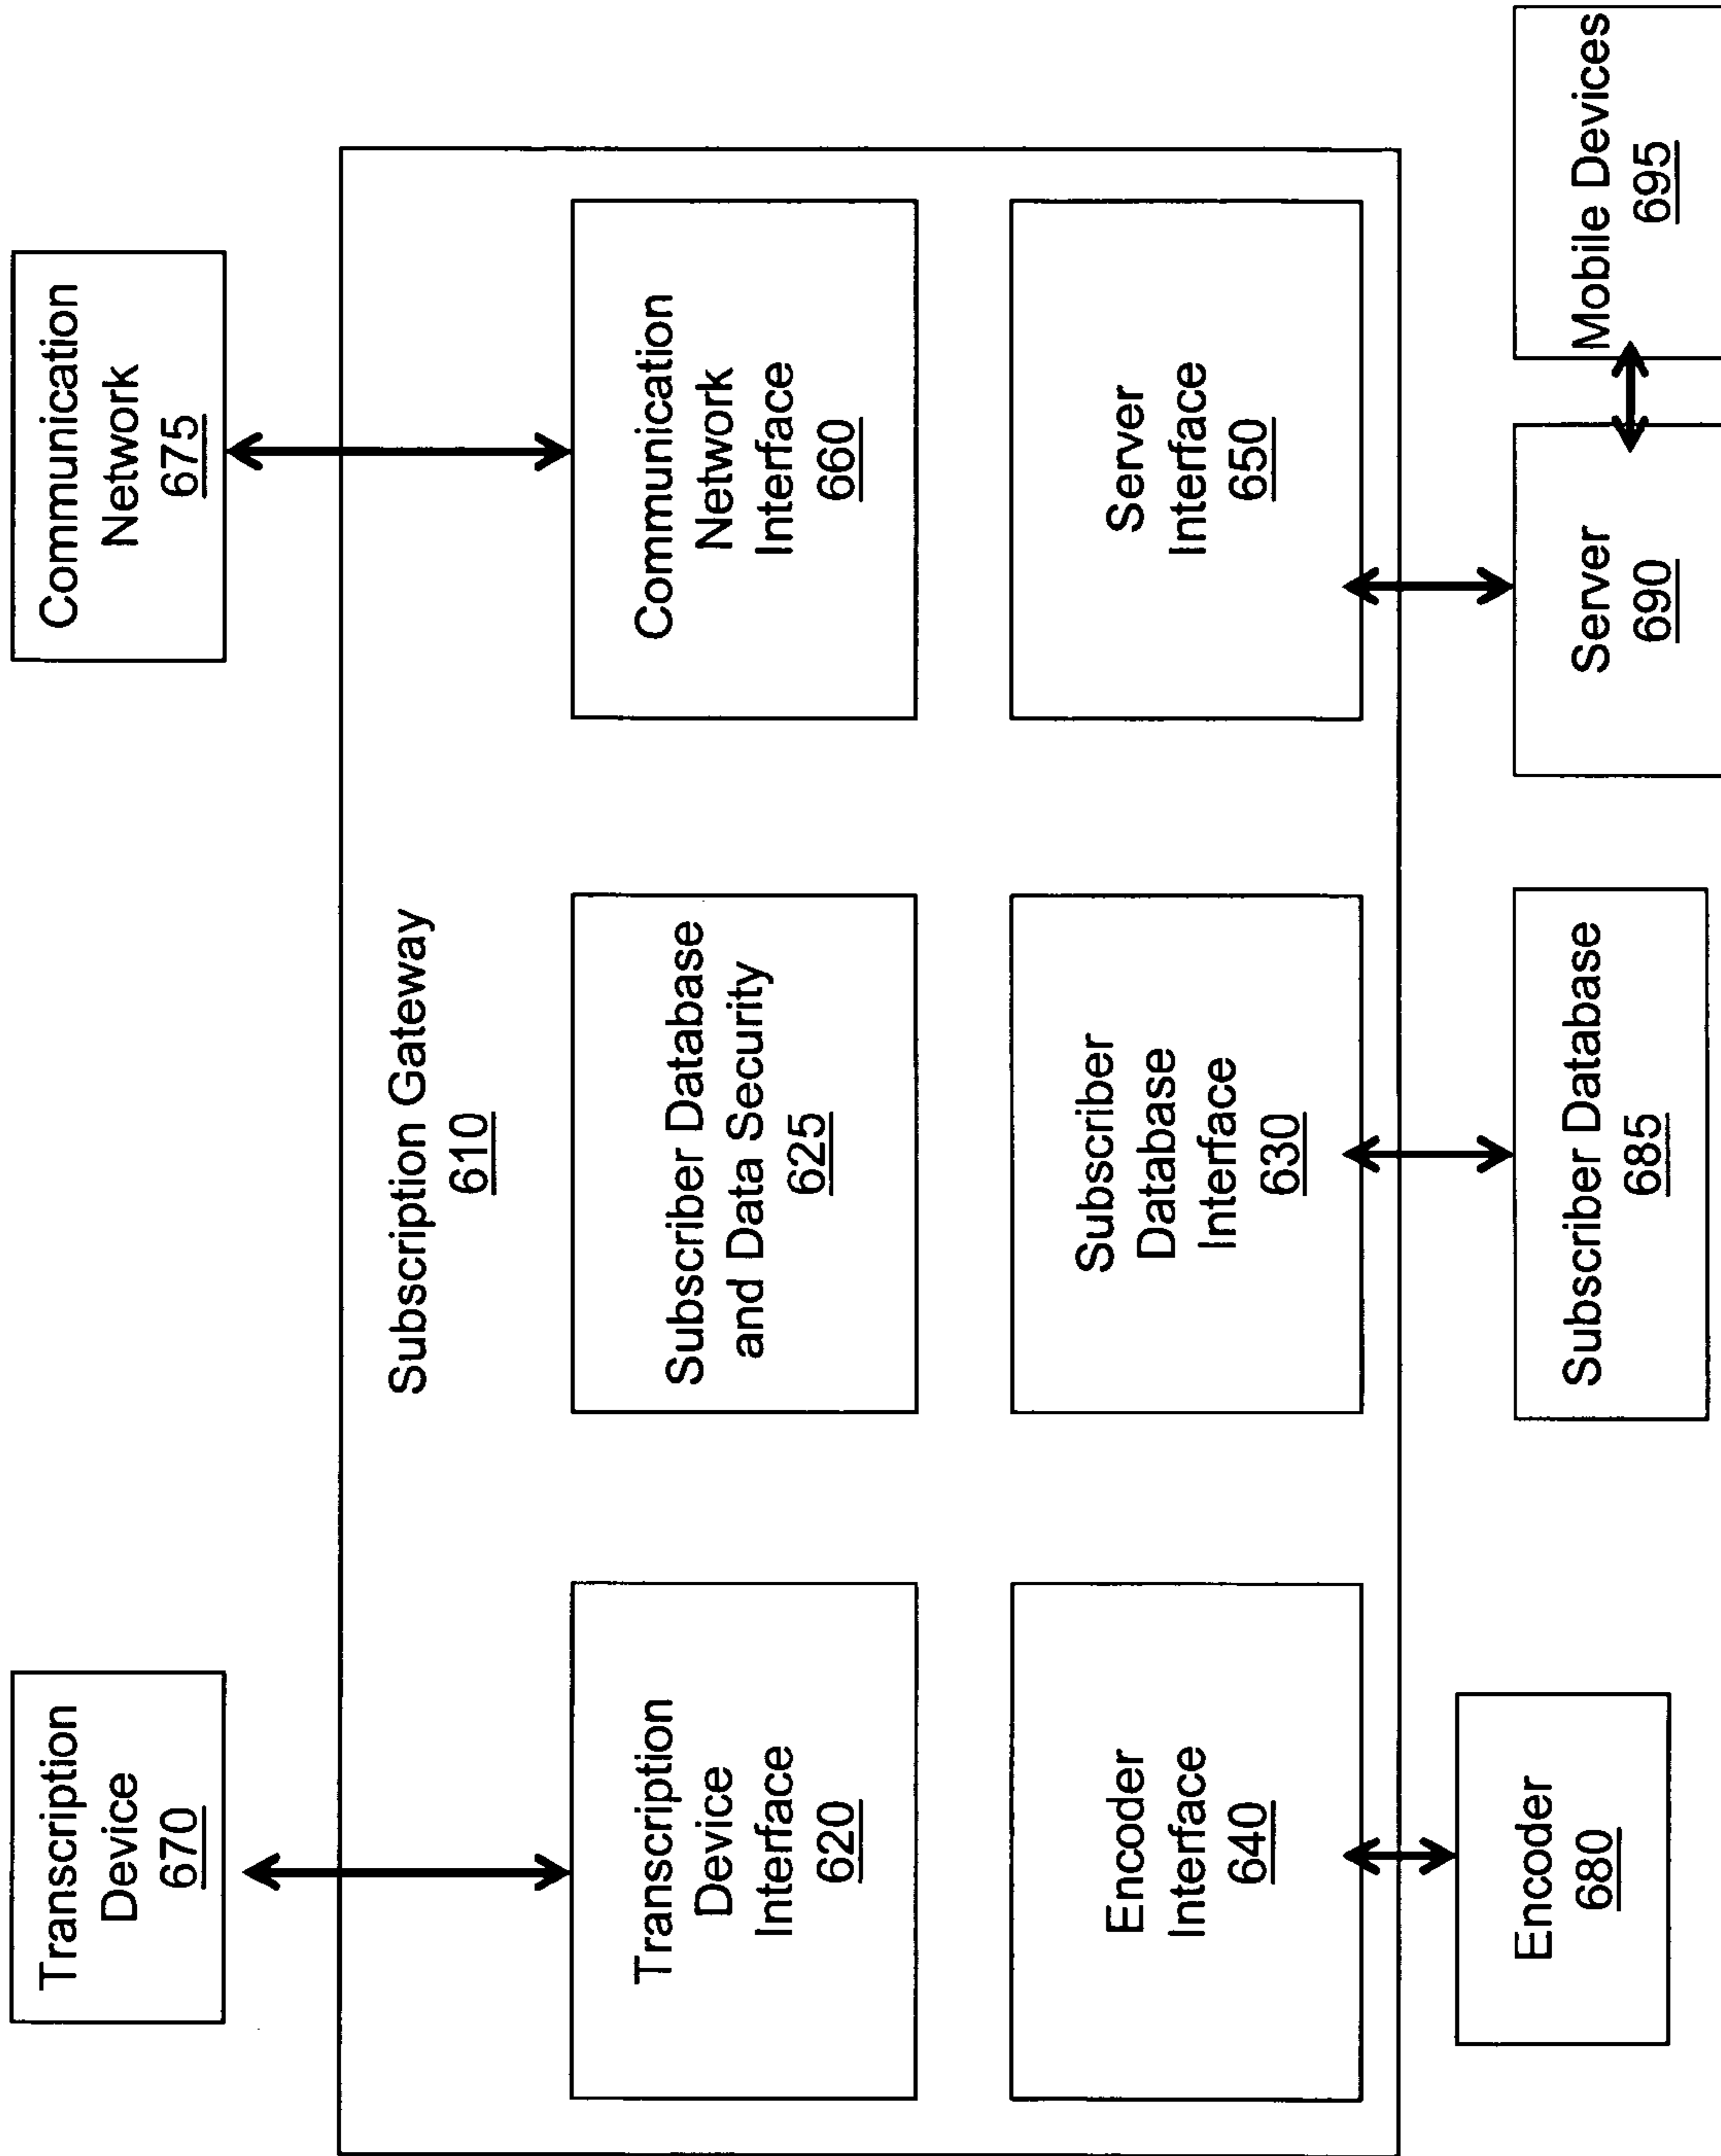 Transcription
Device
670
Communication
Network
675
Subscription Gateway
610
Transcription
Device
Interface
620
Subscriber Database
and Data Security
625
Communication
Network
Interface
660
Encoder
Interface
640
Subscriber
Database
Interface
630
Server
Interface
650
Encoder
680
Subscriber Database
685
Server
690
Mobile Devices
695